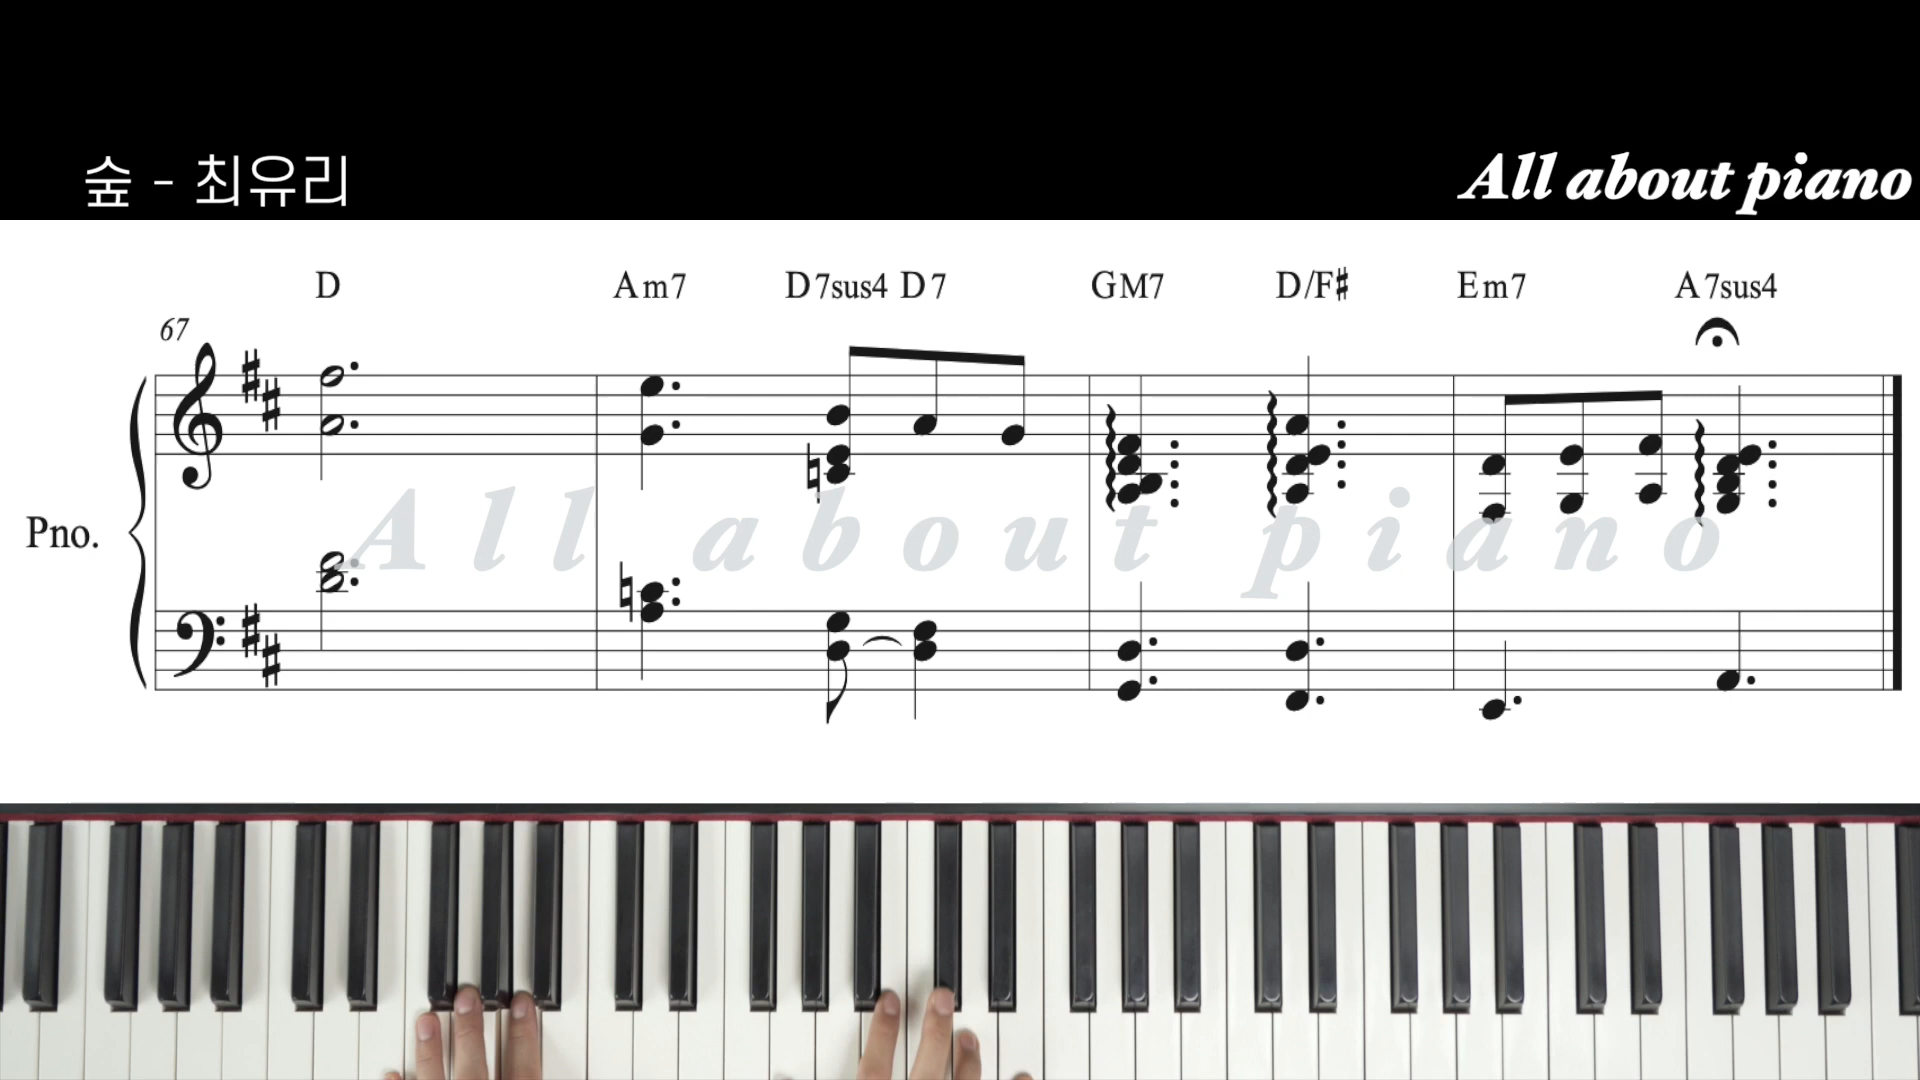 숲 - 최유리
All about piano
D Am7 D7sus4 D7 GM7 D/F# Em7 A7sus4
67
Pno.
All about piano